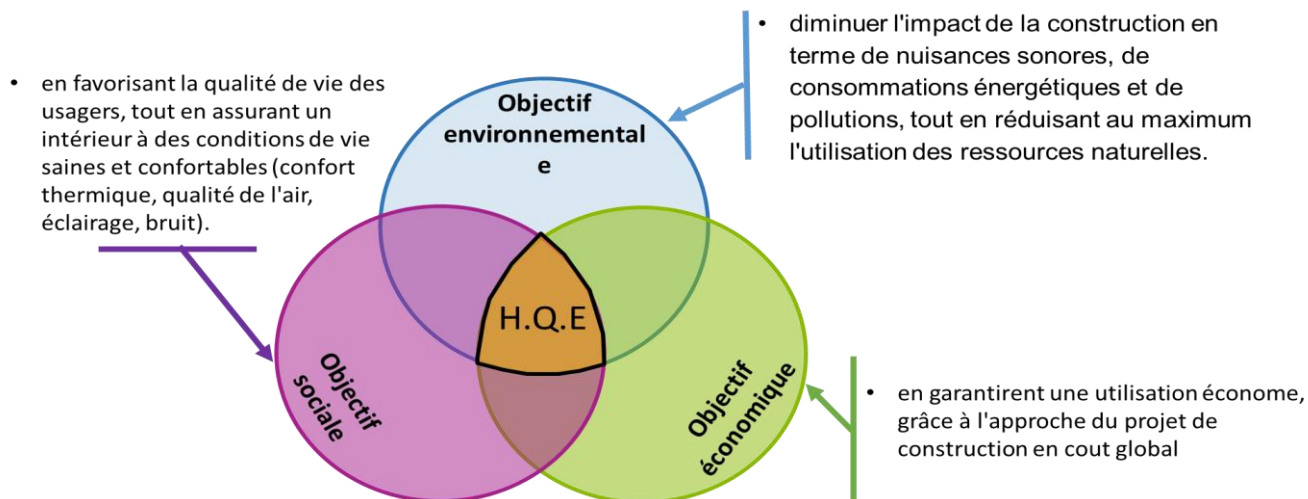 • diminuer l'impact de la construction en
terme de nuisances sonores, de
consommations énergétiques et de
pollutions, tout en réduisant au maximum
l'utilisation des ressources naturelles.
• en favorisant la qualité de vie des
usagers, tout en assurant un
intérieur à des conditions de vie
saines et confortables (confort
thermique, qualité de l'air,
éclairage, bruit).
Objectif
environnemental
e
H.Q.E
Objectif
sociale
Objectif
économique
• en garantirent une utilisation économe,
grâce à l'approche du projet de
construction en cout global